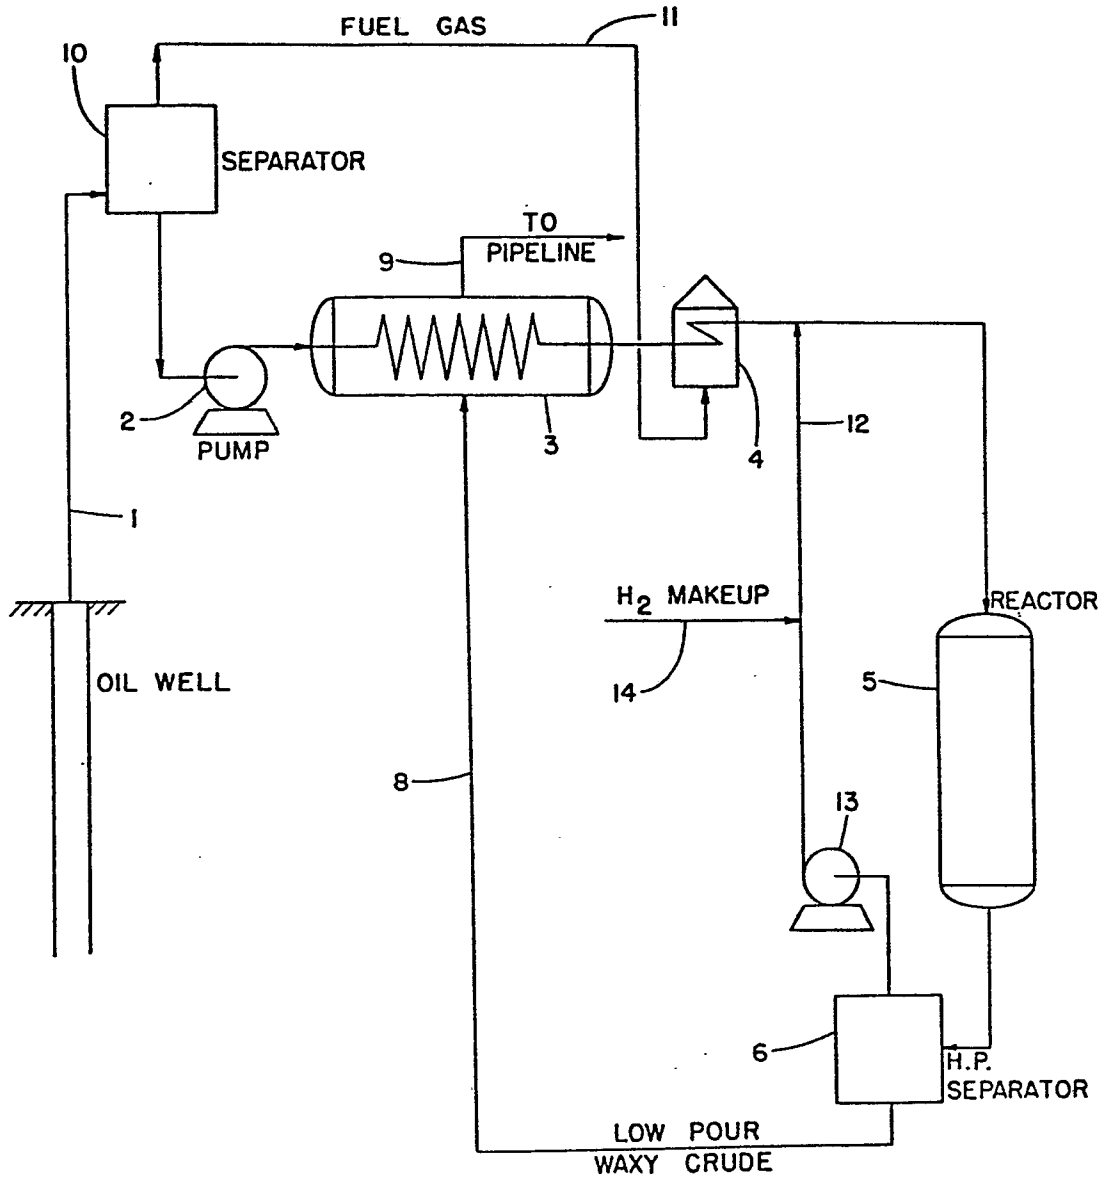 FUEL GAS
11
10
SEPARATOR
TO
PIPELINE
9
2
PUMP
3
4
12
1
H2 MAKEUP
REACTOR
OIL WELL
14
5
8
13
6
H.P.
SEPARATOR
LOW POUR
WAXY CRUDE